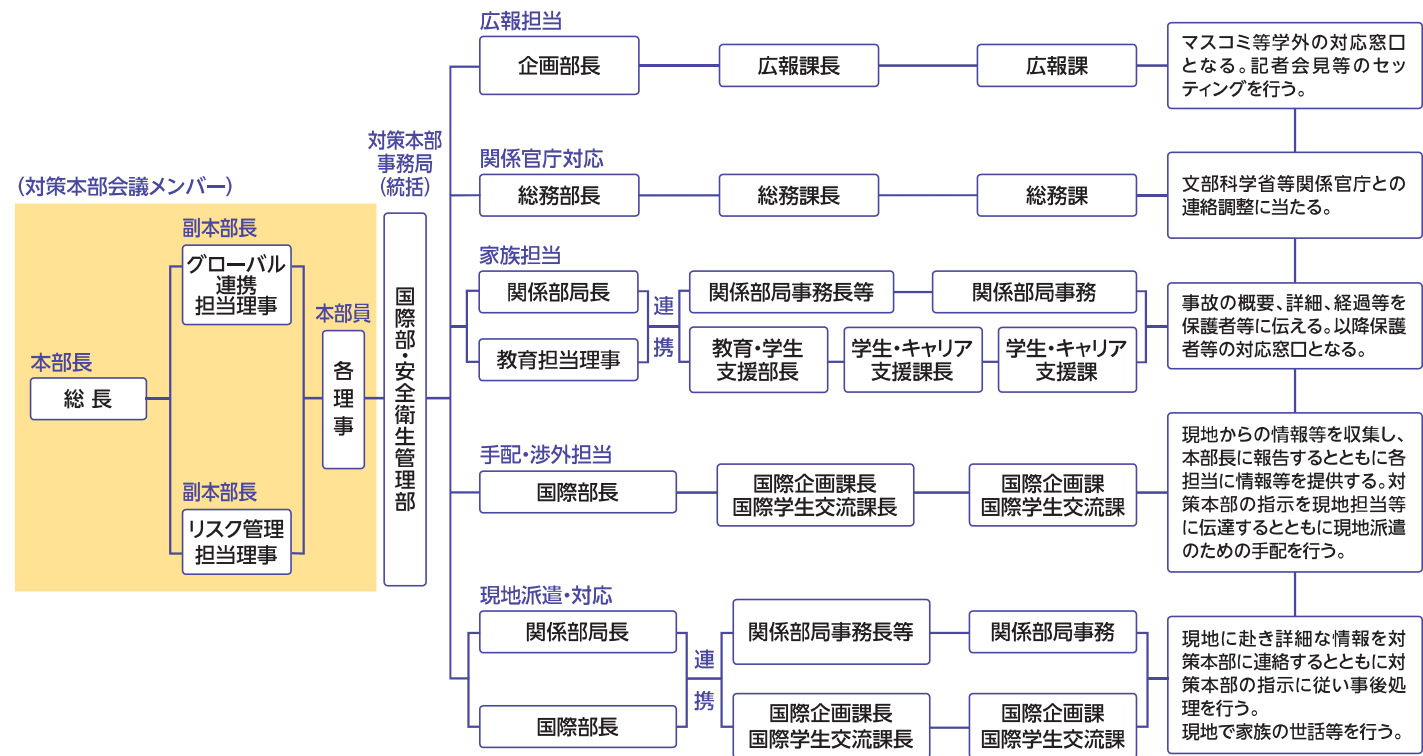 (対策本部会議メンバー)
本部長
総 長
副本部長
グローバル
連携
担当理事
副本部長
リスク管理
担当理事
本部員
各理事
対策本部
事務局
(統括)
国際部・安全衛生管理部
広報担当
企画部長
広報課長
広報課
マスコミ等学外の対応窓口
となる。記者会見等のセッ
ティングを行う。
関係官庁対応
総務部長
総務課長
総務課
文部科学省等関係官庁との
連絡調整に当たる。
家族担当
関係部局長
教育担当理事
連携
関係部局事務長等
関係部局事務
教育・学生
支援部長
学生・キャリア
支援課長
学生・キャリア
支援課
事故の概要、詳細、経過等を
保護者等に伝える。以降保護
者等の対応窓口となる。
手配・渉外担当
国際部長
国際企画課長
国際学生交流課長
国際企画課
国際学生交流課
現地からの情報等を収集し、
本部長に報告するとともに各
担当に情報等を提供する。対
策本部の指示を現地担当等
に伝達するとともに現地派遣
のための手配を行う。
現地派遣・対応
関係部局長
国際部長
連携
関係部局事務長等
関係部局事務
国際企画課長
国際学生交流課長
国際企画課
国際学生交流課
現地に赴き詳細な情報を対
策本部に連絡するとともに対
策本部の指示に従い事後処
理を行う。
現地で家族の世話等を行う。